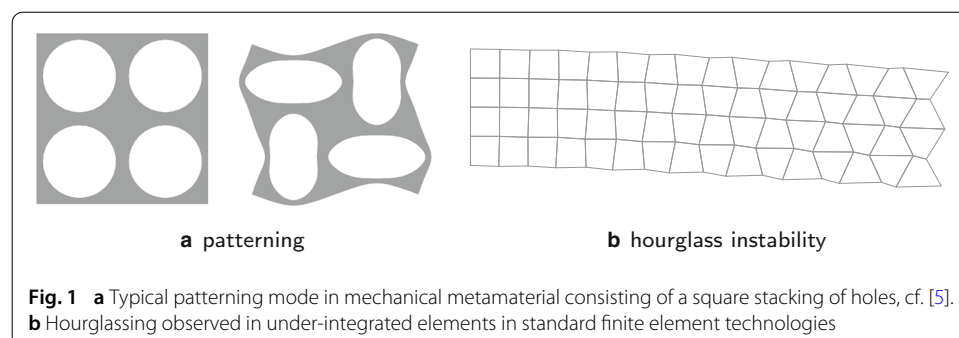 a patterning
b hourglass instability
Fig. 1 a Typical patterning mode in mechanical metamaterial consisting of a square stacking of holes, cf. [5].
b Hourglassing observed in under-integrated elements in standard finite element technologies